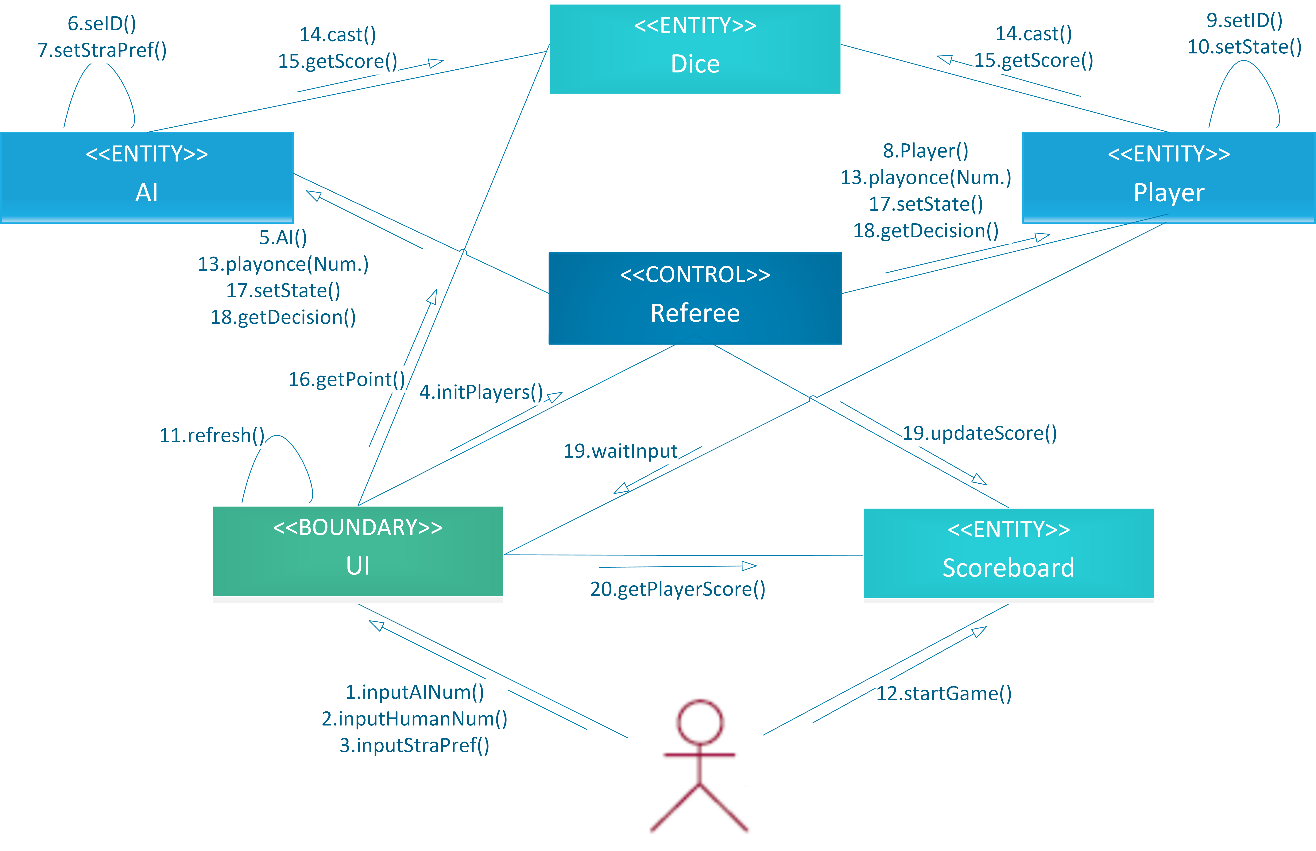 6.seID()
7.setStraPref()
14.cast()
15.getScore()
<<ENTITY>>
Dice
14.cast()
15.getScore()
9.setID()
10.setState()
<<ENTITY>>
AI
8.Player()
13.playonce(Num.)
17.setState()
18.getDecision()
<<ENTITY>>
Player
5.AI()
13.playonce(Num.)
17.setState()
18.getDecision()
<<CONTROL>>
Referee
16.getPoint()
4.initPlayers()
11.refresh()
19.waitInput
19.updateScore()
<<BOUNDARY>>
UI
<<ENTITY>>
Scoreboard
20.getPlayerScore()
1.inputAINum()
2.inputHumanNum()
3.inputStraPref()
12.startGame()